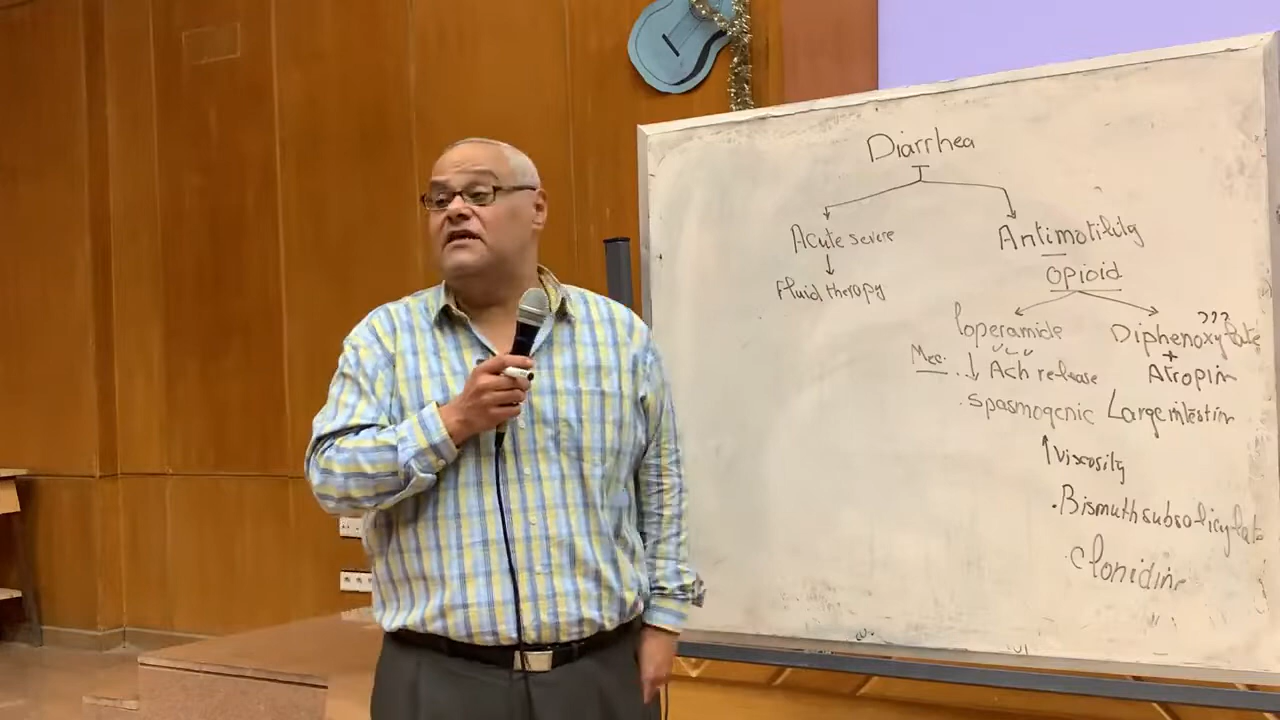 Diarrhea
Acute severe
Antimotility
Fluid therapy
Opioid
loperamide
Diphenoxylate
???
+
Mec. ↓ Ach release
Atropin
.spasmogenic Large intestin
↑ Viscosity
.Bismuth subsalicylate
.Clonidine